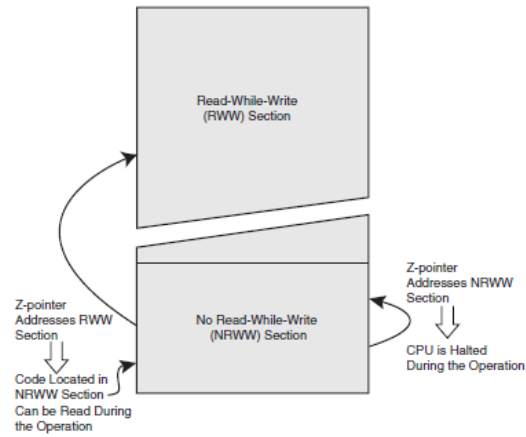 Read-While-Write
(RWW) Section
Z-pointer
Addresses NRWW
Section
Z-pointer
Addresses RWW
Section
No Read-While-Write
(NRWW) Section
CPU is Halted
During the Operation
Code Located in
NRWW Section
Can be Read During
the Operation